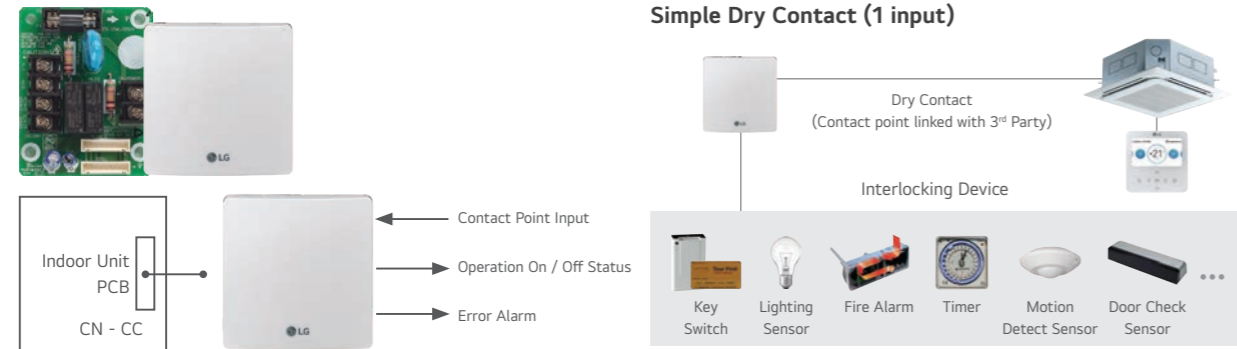 Simple Dry Contact (1 input)
LG
Dry Contact
(Contact point linked with 3rd Party)
Interlocking Device
Indoor Unit
PCB
CN - CC
Contact Point Input
Operation On / Off Status
Error Alarm
LG
Key
Switch
Lighting
Sensor
Fire Alarm
Timer
Motion
Detect Sensor
Door Check
Sensor